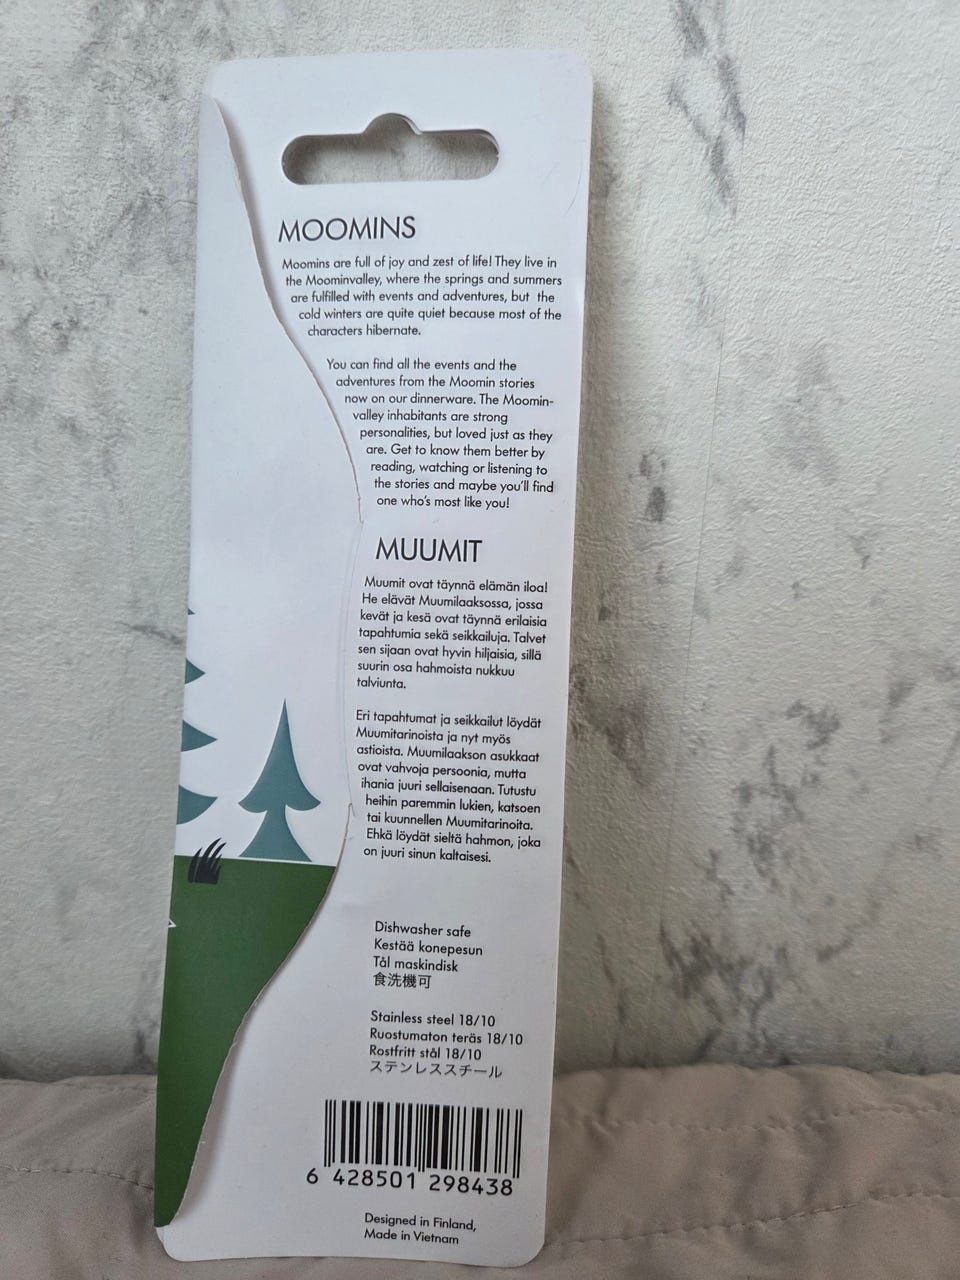 MOOMINS
Moomins are full of joy and zest of life! They live in
the Moominvalley, where the springs and summers
are fulfilled with events and adventures, but the
cold winters are quite quiet because most of the
characters hibernate.
You can find all the events and the
adventures from the Moomin stories
now on our dinnerware. The Moomin-
valley inhabitants are strong
personalities, but loved just as they
are. Get to know them better by
reading, watching or listening to
the stories and maybe you'll find
one who's most like you!
MUUMIT
Muumit ovat täynnä elämän iloa!
He elävät Muumilaaksossa, jossa
kevät ja kesä ovat täynnä erilaisia
tapahtumia sekä seikkailuja. Talvet
sen sijaan ovat hyvin hiljaisia, sillä
suurin osa hahmoista nukkuu
talviunta.
Eri tapahtumat ja seikkailut löydät
Muumitarinoista ja nyt myös
astioista. Muumilaakson asukkaat
ovat vahvoja persoonia, mutta
ihania juuri sellaisenaan. Tutustu
heihin paremmin lukien, katsoen
tai kuunnellen Muumitarinoita.
Ehkä löydät sieltä hahmon, joka
on juuri sinun kaltaisesi.
Dishwasher safe
Kestää konepesun
Tål maskindisk
食洗機可
Stainless steel 18/10
Ruostumaton teräs 18/10
Rostfritt stål 18/10
ステンレススチール
6 428501 298438
Designed in Finland,
Made in Vietnam